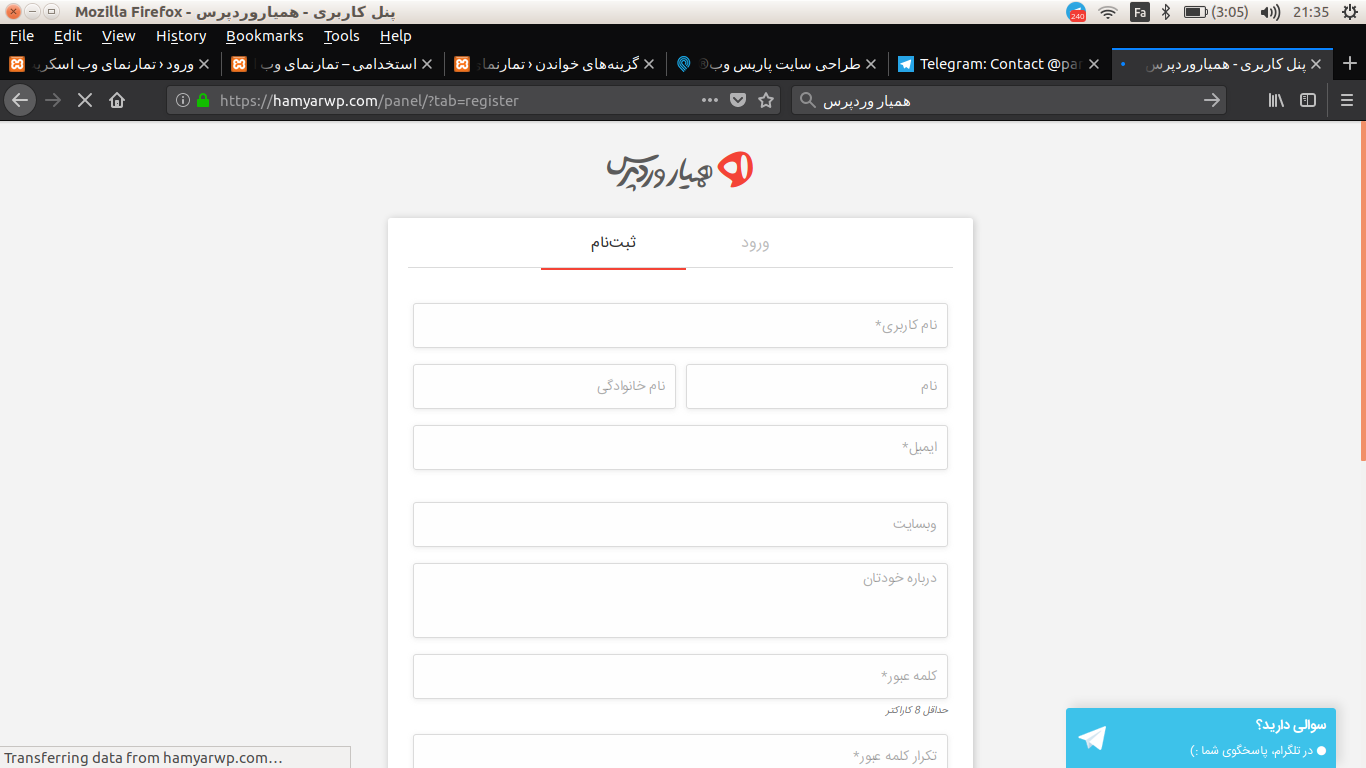 پنل کاربری - همیاروردپرس - Mozilla Firefox
240
Fa
(3:05)
21:35
File Edit View History Bookmarks Tools Help
ورود ‹ تمارنمای وب اسکریـ
استخدامی – تمارنمای وب
گزینه‌های خواندن ‹ تمارنمای
طراحی سایت پاریس وب®
Telegram: Contact @par
پنل کاربری - همیاروردپرس
https://hamyarwp.com/panel/?tab=register
همیار وردپرس
همیار وردپرس
ورود
ثبت‌نام
نام کاربری*
نام
نام خانوادگی
ایمیل*
وبسایت
درباره خودتان
کلمه عبور*
حداقل 8 کاراکتر
تکرار کلمه عبور*
سوالی دارید؟
در تلگرام، پاسخگوی شما :)
Transferring data from hamyarwp.com…